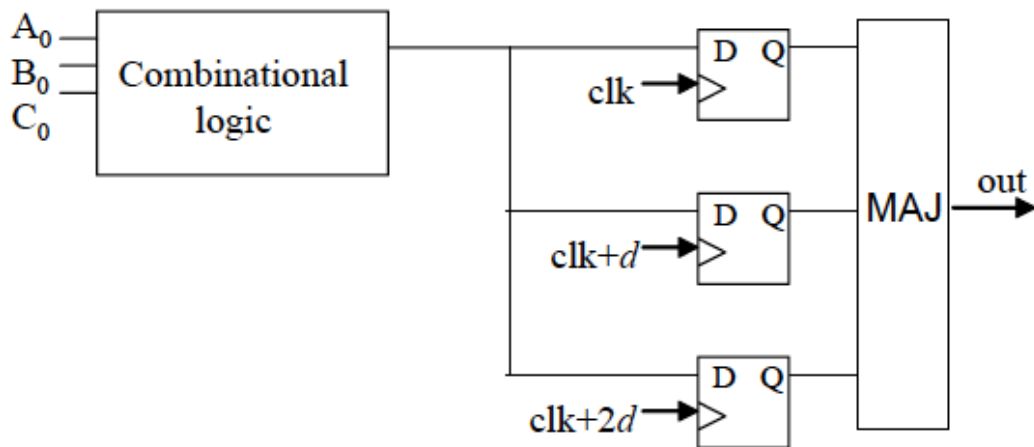 A₀
B₀
C₀
Combinational
logic
D Q
clk
D Q
clk+d
D Q
clk+2d
MAJ
out